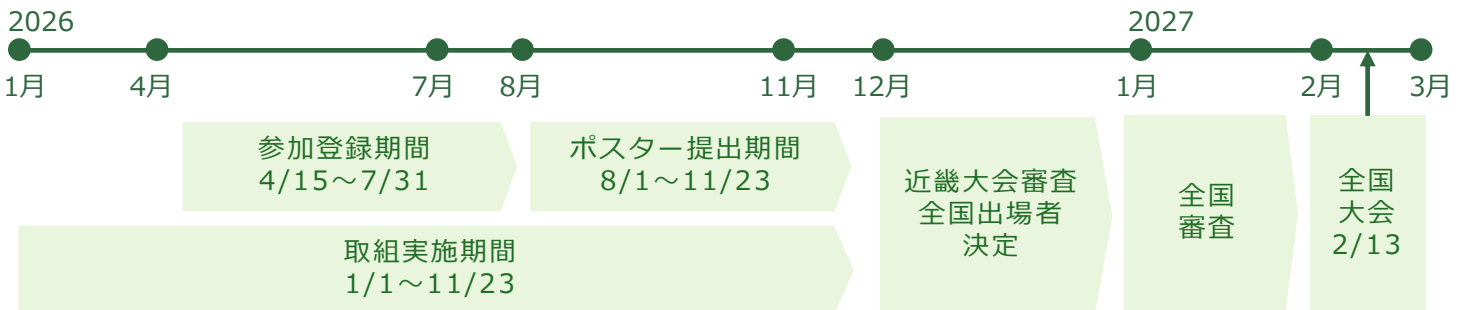 2026
2027
1月
4月
7月
8月
11月
12月
1月
2月
3月
参加登録期間
4/15～7/31
ポスター提出期間
8/1～11/23
取組実施期間
1/1～11/23
近畿大会審査
全国出場者
決定
全国
審査
全国
大会
2/13